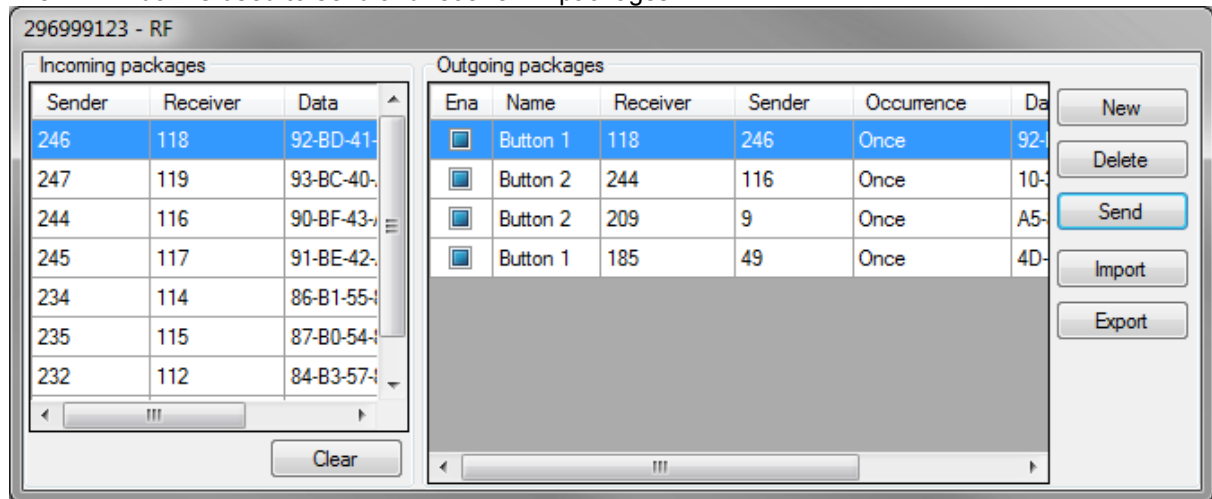 296999123 - RF
Incoming packages
Sender Receiver Data
246 118 92-BD-41-
247 119 93-BC-40-
244 116 90-BF-43-
245 117 91-BE-42-
234 114 86-B1-55-
235 115 87-B0-54-
232 112 84-B3-57-
Clear
Outgoing packages
Ena Name Receiver Sender Occurrence Da
Button 1 118 246 Once 92-
Button 2 244 116 Once 10-
Button 2 209 9 Once A5-
Button 1 185 49 Once 4D-
New
Delete
Send
Import
Export